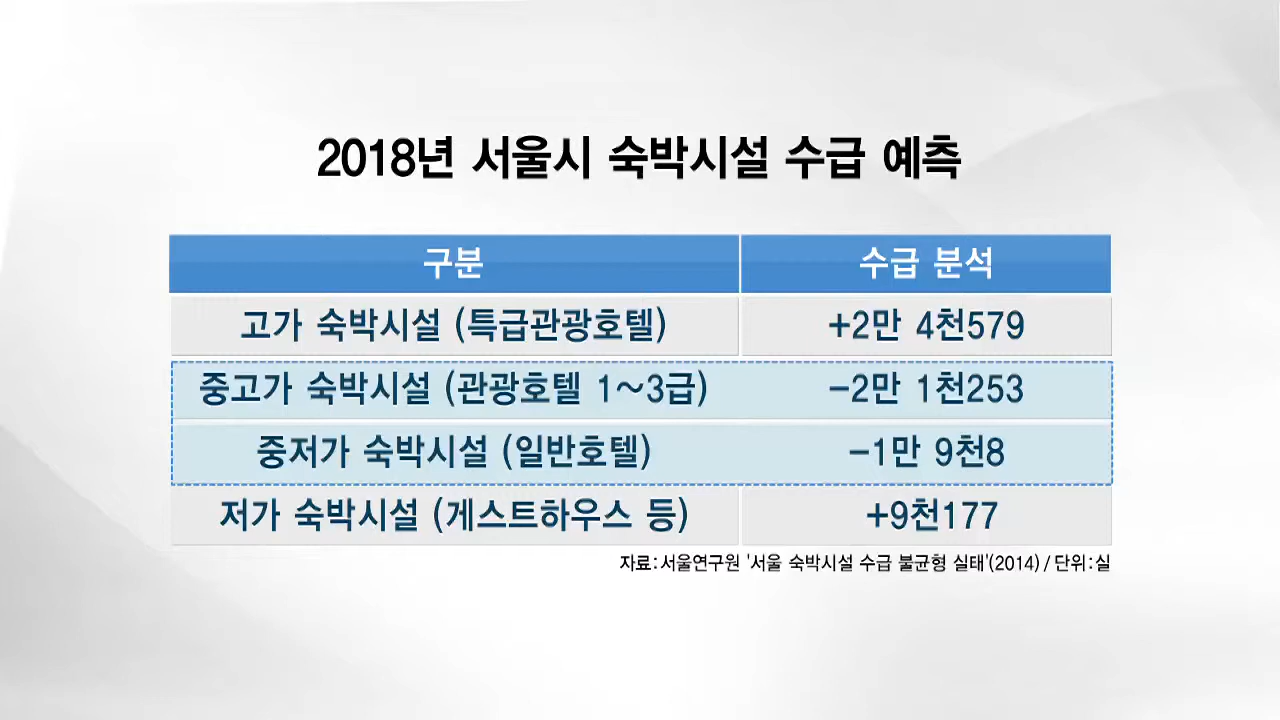 2018년 서울시 숙박시설 수급 예측
구분 수급 분석
고가 숙박시설 (특급관광호텔) +2만 4천579
중고가 숙박시설 (관광호텔 1~3급) -2만 1천253
중저가 숙박시설 (일반호텔) -1만 9천8
저가 숙박시설 (게스트하우스 등) +9천177
자료:서울연구원 '서울 숙박시설 수급 불균형 실태'(2014) / 단위:실